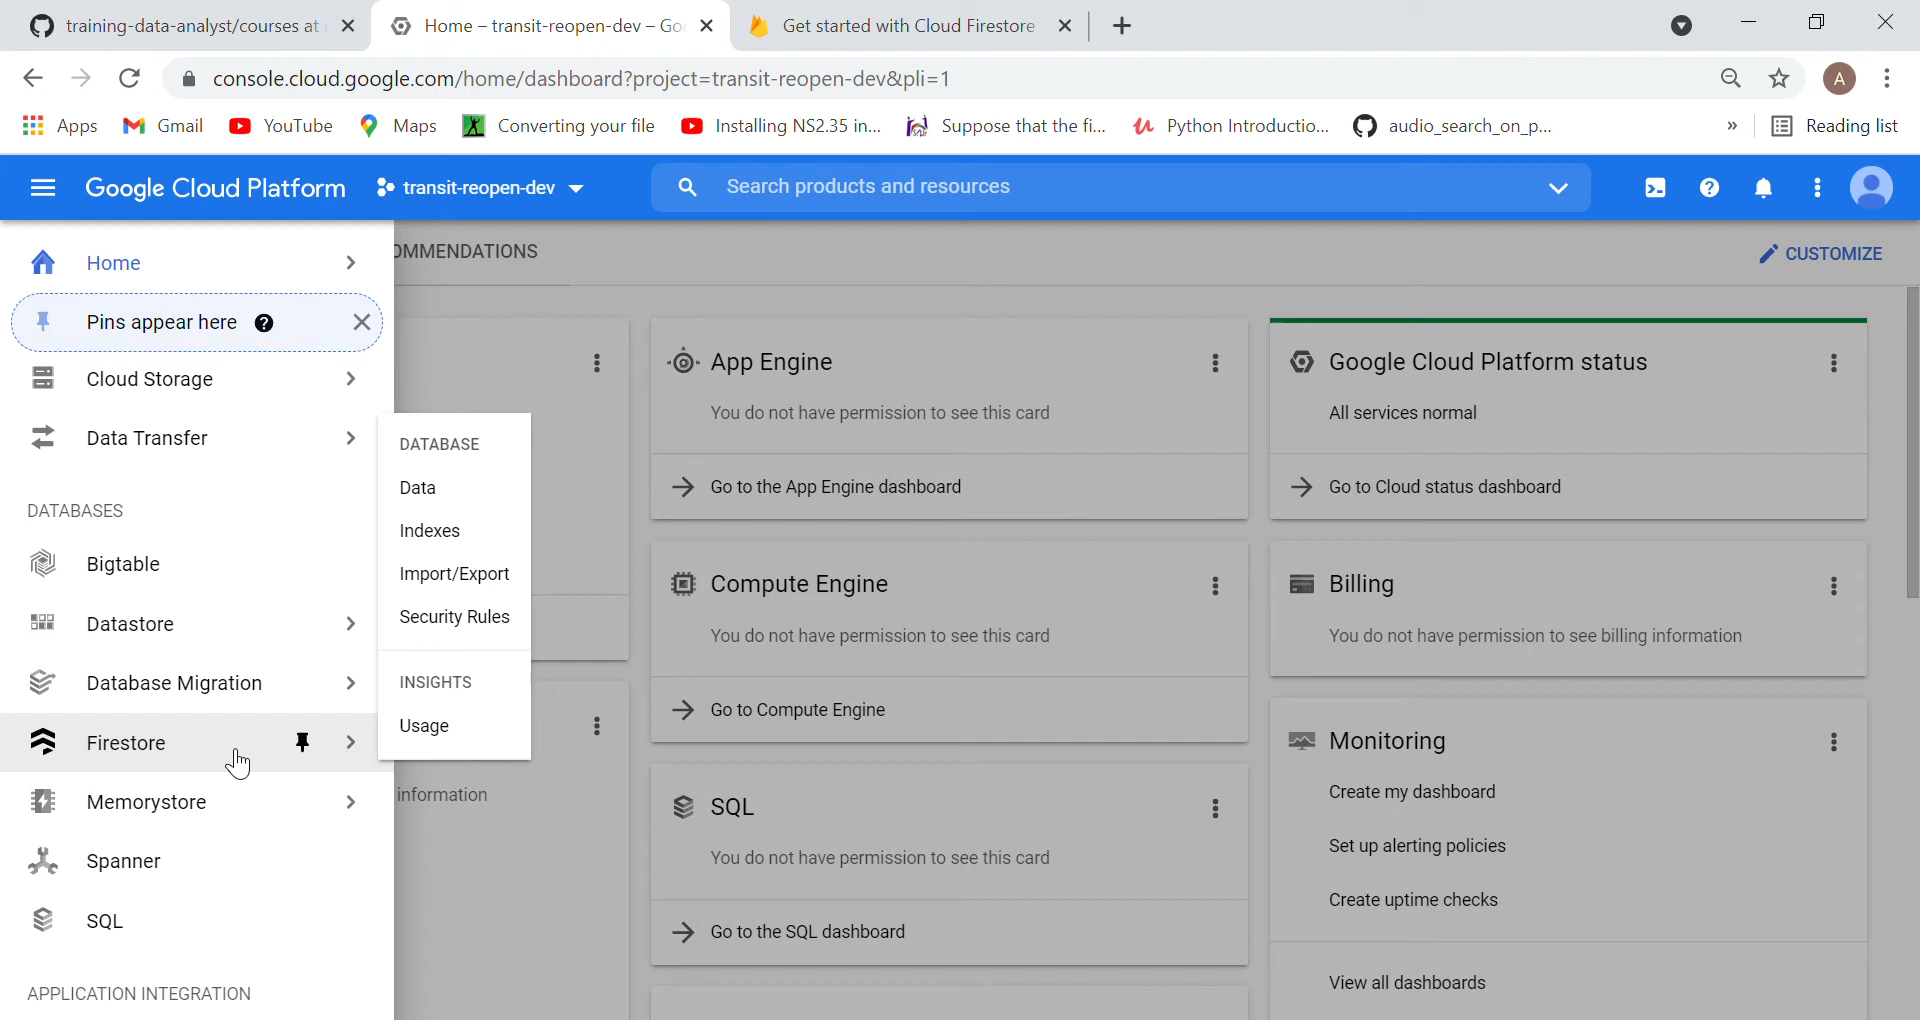 training-data-analyst/courses at
Home – transit-reopen-dev – Goo
Get started with Cloud Firestore
console.cloud.google.com/home/dashboard?project=transit-reopen-dev&pli=1
A
Apps
Gmail
YouTube
Maps
Converting your file
Installing NS2.35 in...
Suppose that the fi...
Python Introductio...
audio_search_on_p...
»
Reading list
Google Cloud Platform
transit-reopen-dev
Search products and resources
Home
OMMENDATIONS
CUSTOMIZE
Pins appear here
Cloud Storage
Data Transfer
DATABASES
Bigtable
Datastore
Database Migration
Firestore
Memorystore
Spanner
SQL
APPLICATION INTEGRATION
DATABASE
Data
Indexes
Import/Export
Security Rules
INSIGHTS
Usage
information
App Engine
You do not have permission to see this card
Go to the App Engine dashboard
Compute Engine
You do not have permission to see this card
Go to Compute Engine
SQL
You do not have permission to see this card
Go to the SQL dashboard
Google Cloud Platform status
All services normal
Go to Cloud status dashboard
Billing
You do not have permission to see billing information
Monitoring
Create my dashboard
Set up alerting policies
Create uptime checks
View all dashboards